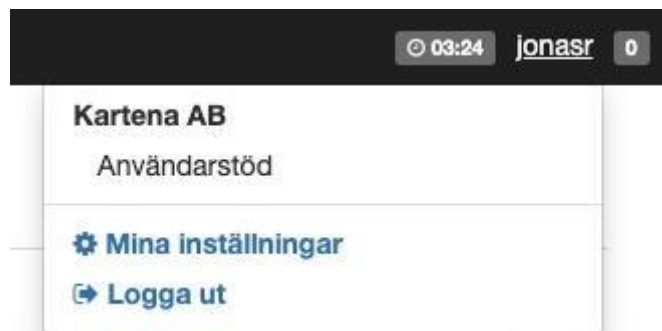 03:24 jonasr 0
Kartena AB
Användarstöd
Mina inställningar
Logga ut